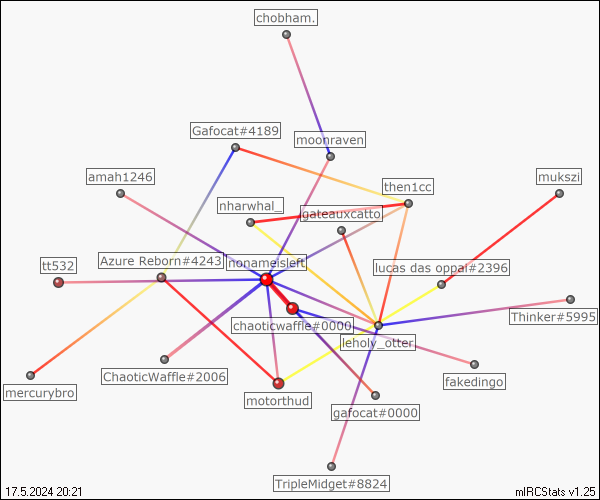 chobham.
Gafocat#4189
moonraven
amah1246
then1cc
mukszi
nharwhal_
gateauxcatto
tt532
Azure Reborn#4243
nonameisleft
lucas das oppai#2396
chaoticwaffle#0000
Thinker#5995
leholy_otter
mercurybro
ChaoticWaffle#2006
fakedingo
motorthud
gafocat#0000
TripleMidget#8824
17.5.2024 20:21
mIRCStats v1.25